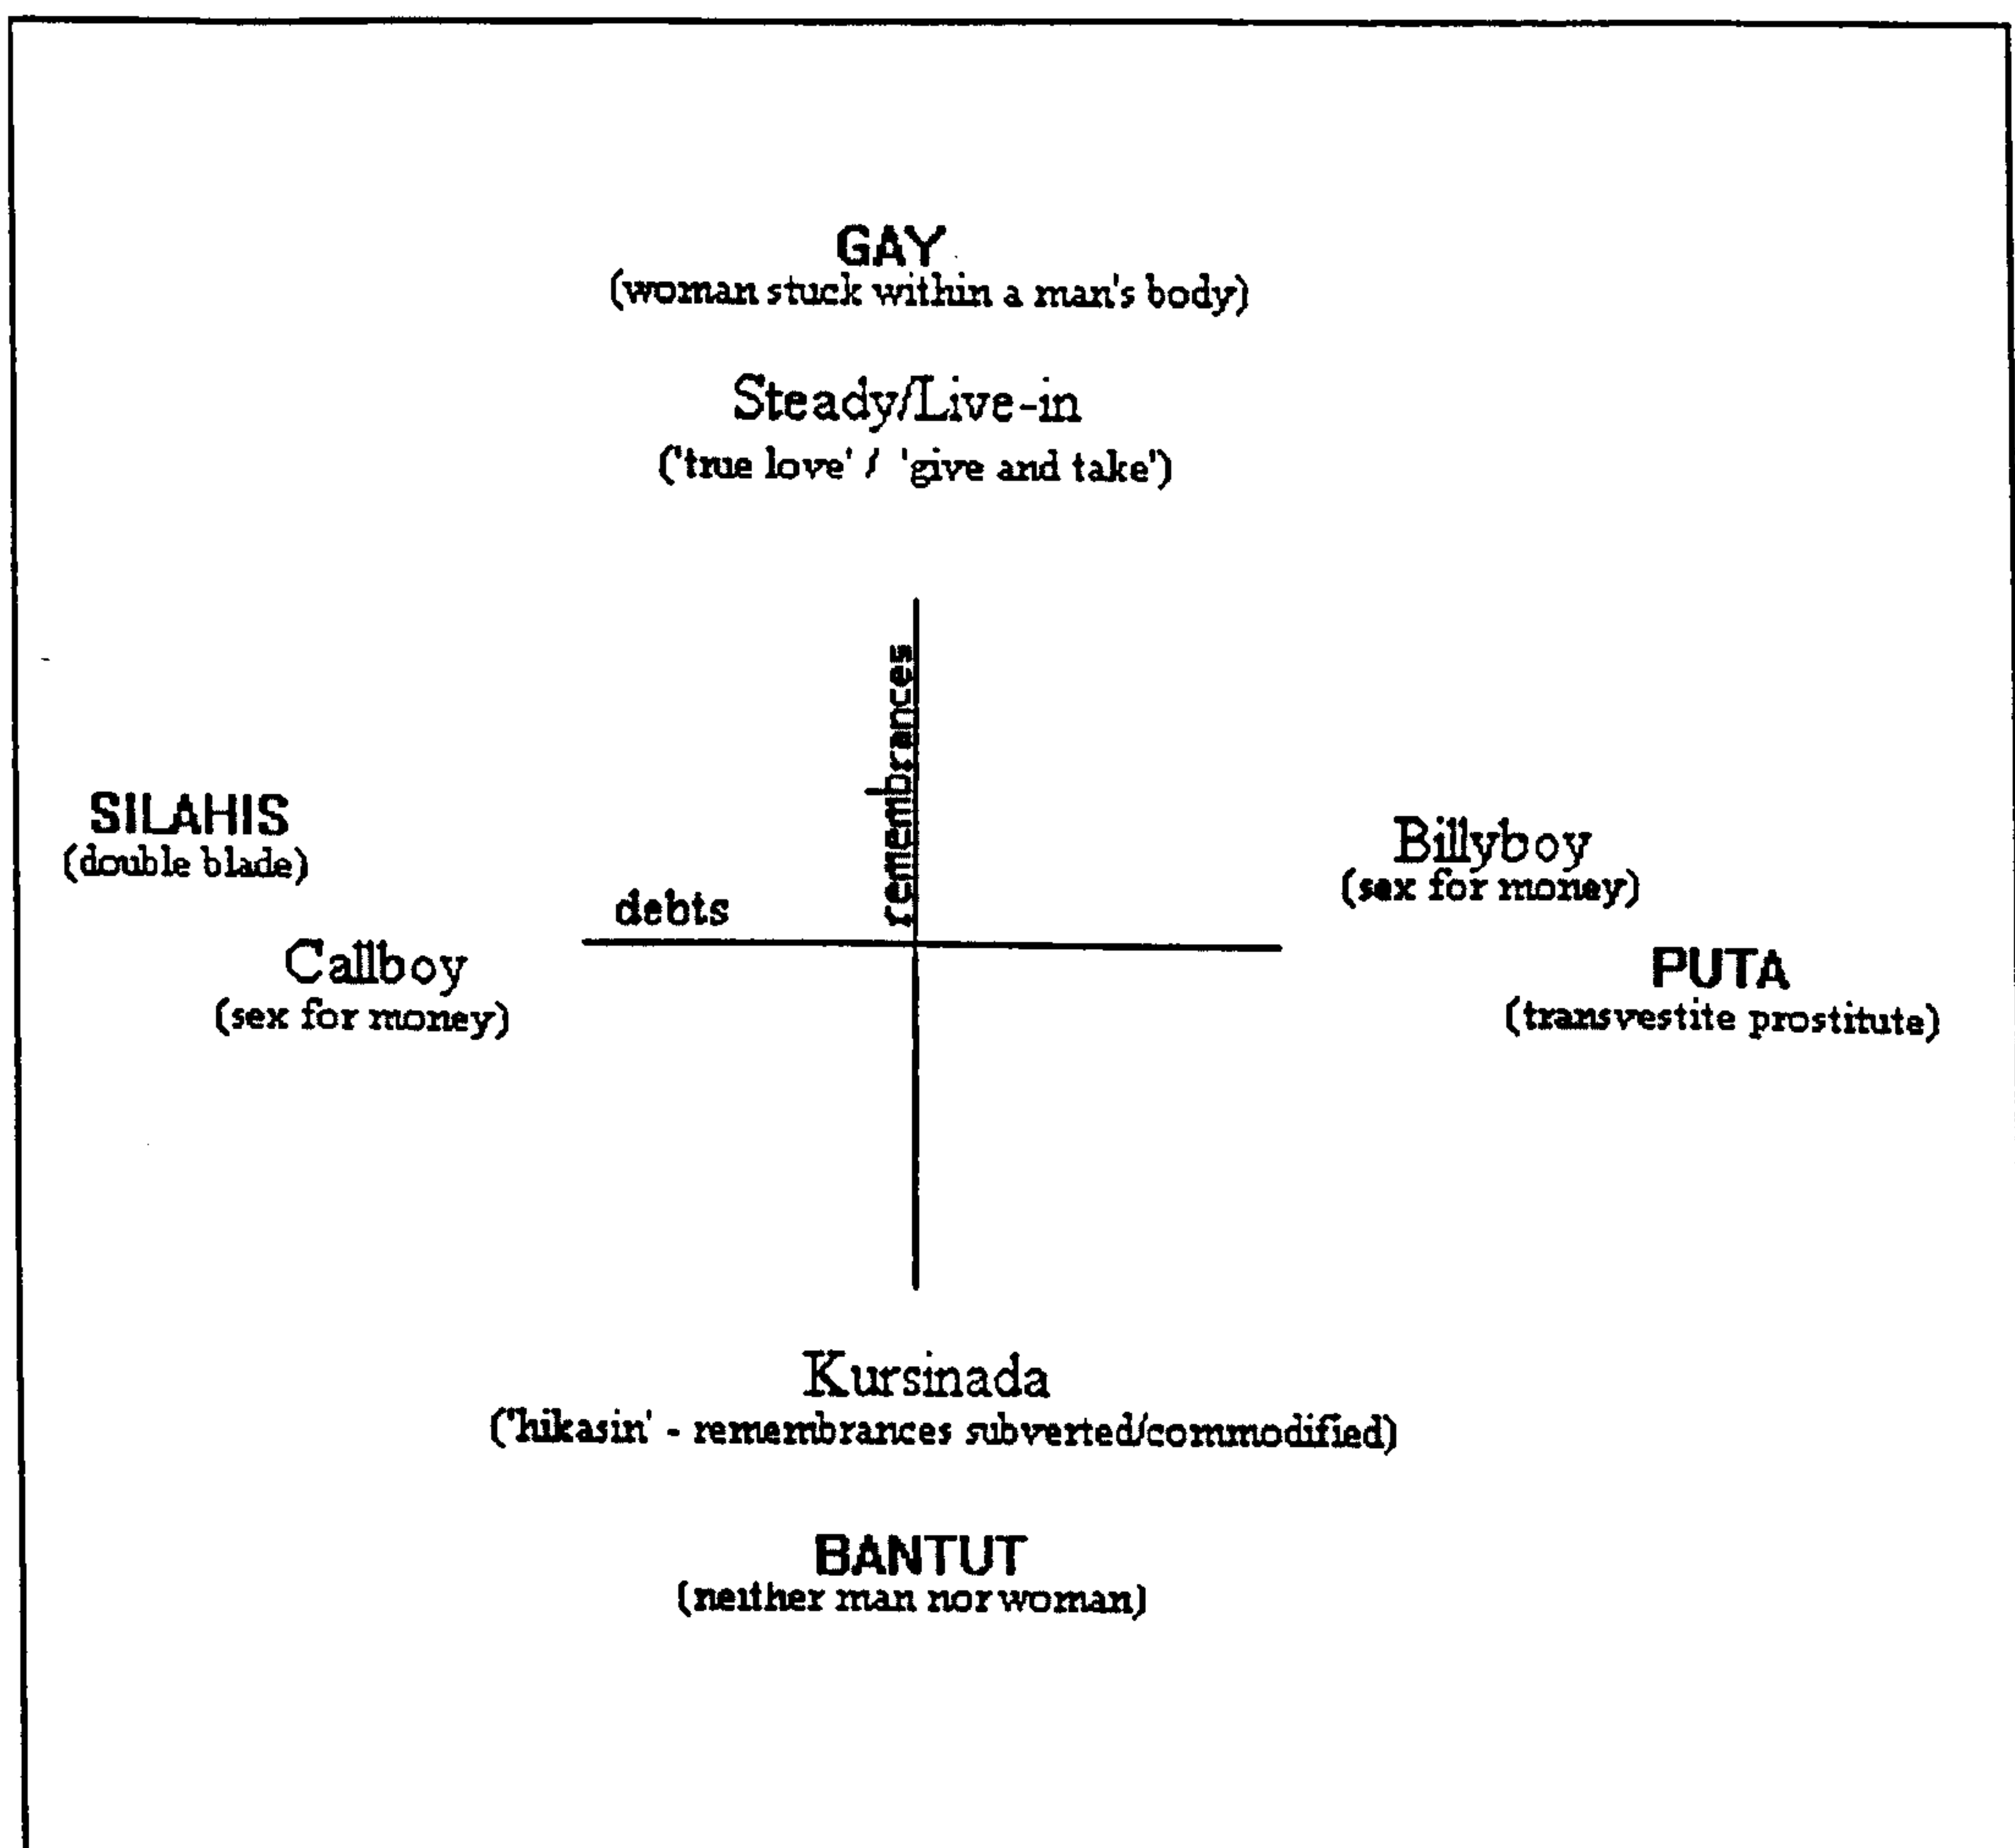 GAY
(woman stuck within a man's body)
Steady/Live-in
('true love' / 'give and take')
remembrances
SILAHIS
(double blade)
debts
Callboy
(sex for money)
Billyboy
(sex for money)
PUTA
(transvestite prostitute)
Kursinada
('hikasin' - remembrances subverted/commodified)
BANTUT
(neither man nor woman)